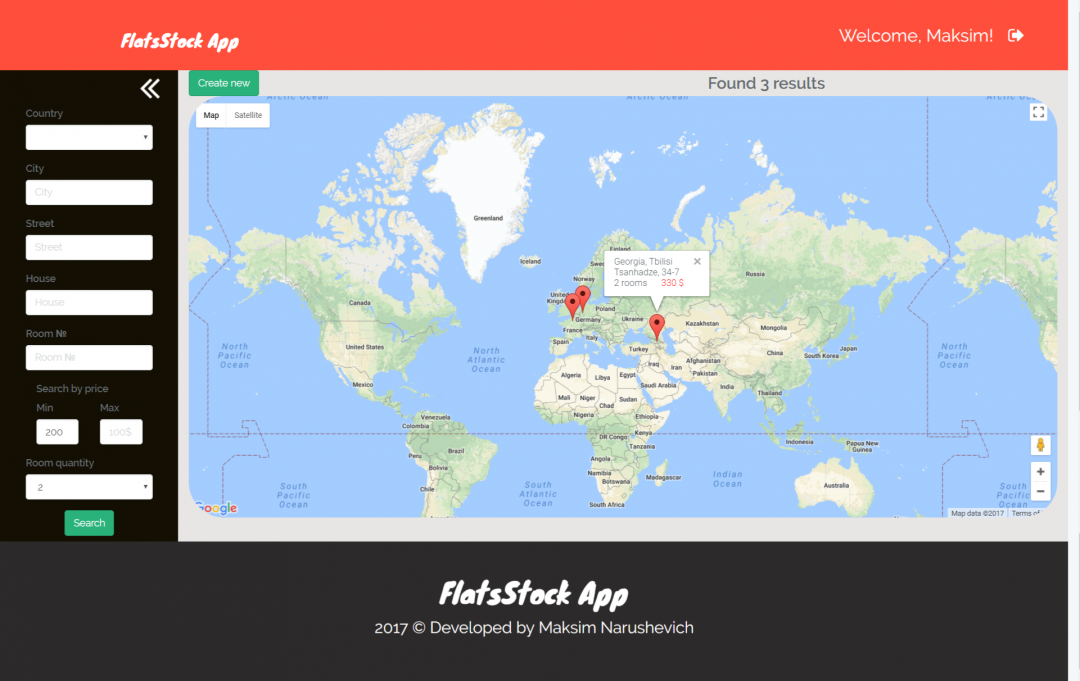 FlatsStock App
Welcome, Maksim!
Create new
Found 3 results
Country
City
City
Street
Street
House
House
Room №
Room №
Search by price
Min
Max
200
100$
Room quantity
2
Search
Arctic Ocean
Arctic Ocean
Arctic Ocean
Map
Satellite
Greenland
Iceland
Finland
Georgia, Tbilisi
Tsanhadze, 34-7
2 rooms
330 $
Norway
Russia
Canada
United
Poland
Germany
Ukraine
Kazakhstan
France
Mongolia
Italy
Spain
Turkey
North
Pacific
Ocean
United States
North
Atlantic
Ocean
China
South Korea
Japan
North
Pacific
Ocean
Iraq
Iran
Afghanistan
Pakistan
Mexico
Algeria
Libya
Egypt
Saudi Arabia
India
Thailand
Mali
Niger
Chad
Sudan
Nigeria
Ethiopia
Venezuela
Colombia
Kenya
DR Congo
Tanzania
Indonesia
Papua New
Guinea
Peru
Brazil
Bolivia
Angola
Namibia
Botswana
Madagascar
Indian
Ocean
Australia
Chile
South
Pacific
Ocean
South
Atlantic
Ocean
South Africa
South
Pacific
Ocean
Google
Map data ©2017
Terms of
FlatsStock App
2017 © Developed by Maksim Narushevich